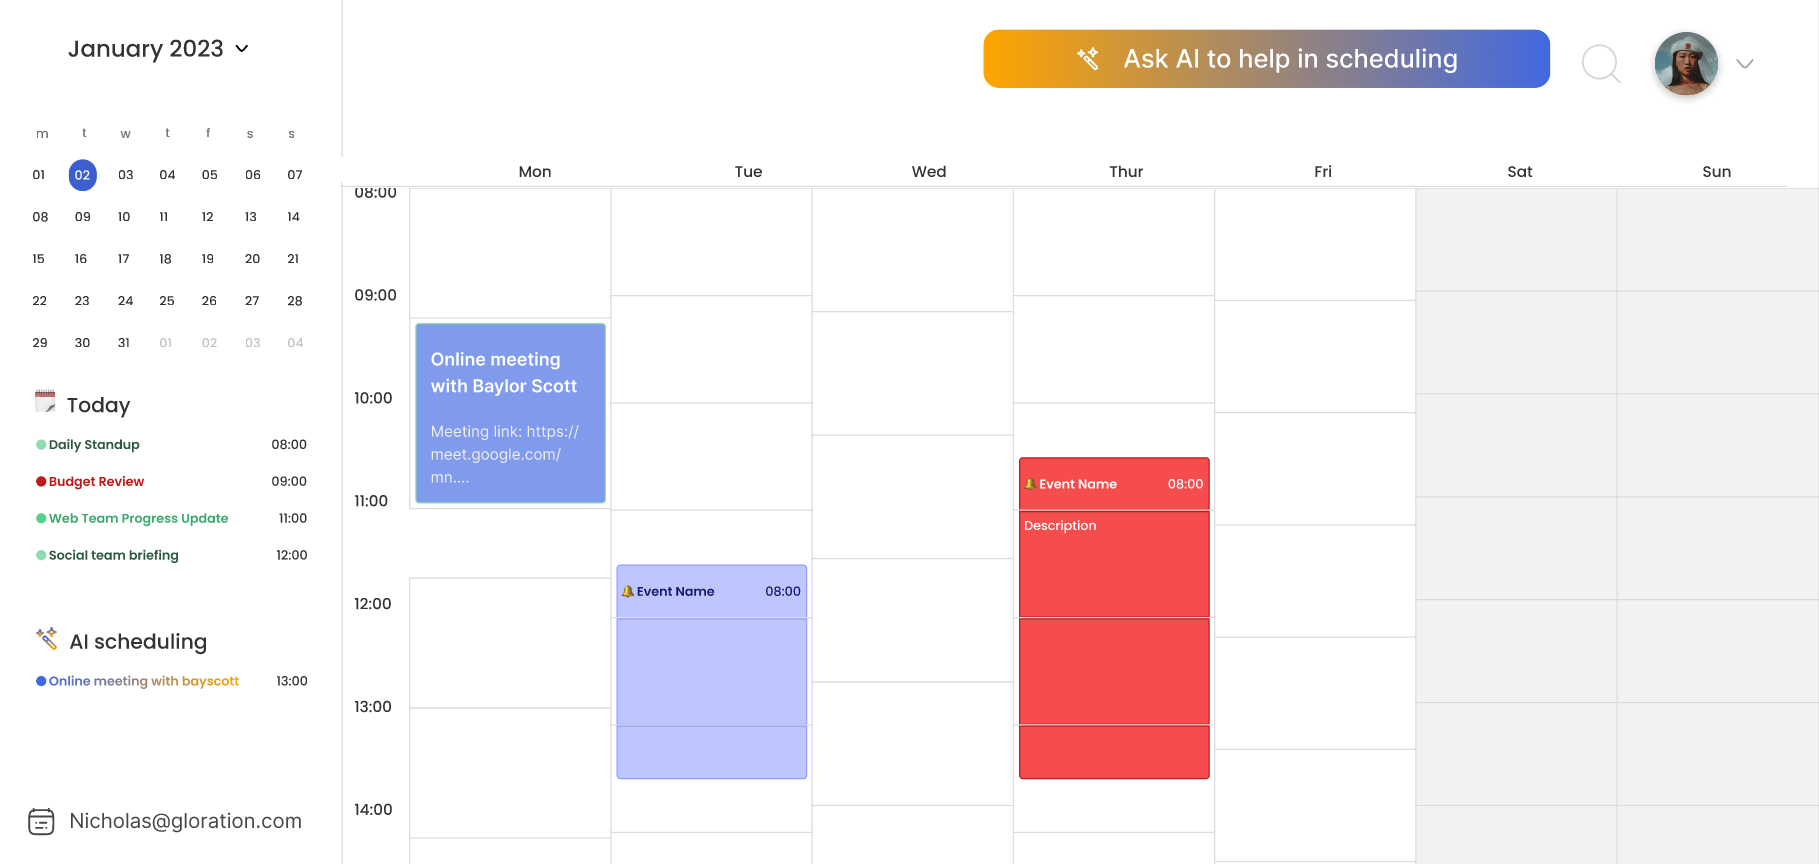 January 2023
m t w t f s s
01 02 03 04 05 06 07
08 09 10 11 12 13 14
15 16 17 18 19 20 21
22 23 24 25 26 27 28
29 30 31 01 02 03 04
Today
Daily Standup 08:00
Budget Review 09:00
Web Team Progress Update 11:00
Social team briefing 12:00
AI scheduling
Online meeting with bayscott 13:00
Nicholas@gloration.com
Ask AI to help in scheduling
Mon Tue Wed Thur Fri Sat Sun
08:00
09:00
10:00
11:00
12:00
13:00
14:00
Online meeting
with Baylor Scott
Meeting link: https://
meet.google.com/
mn....
Event Name 08:00
Event Name 08:00
Description